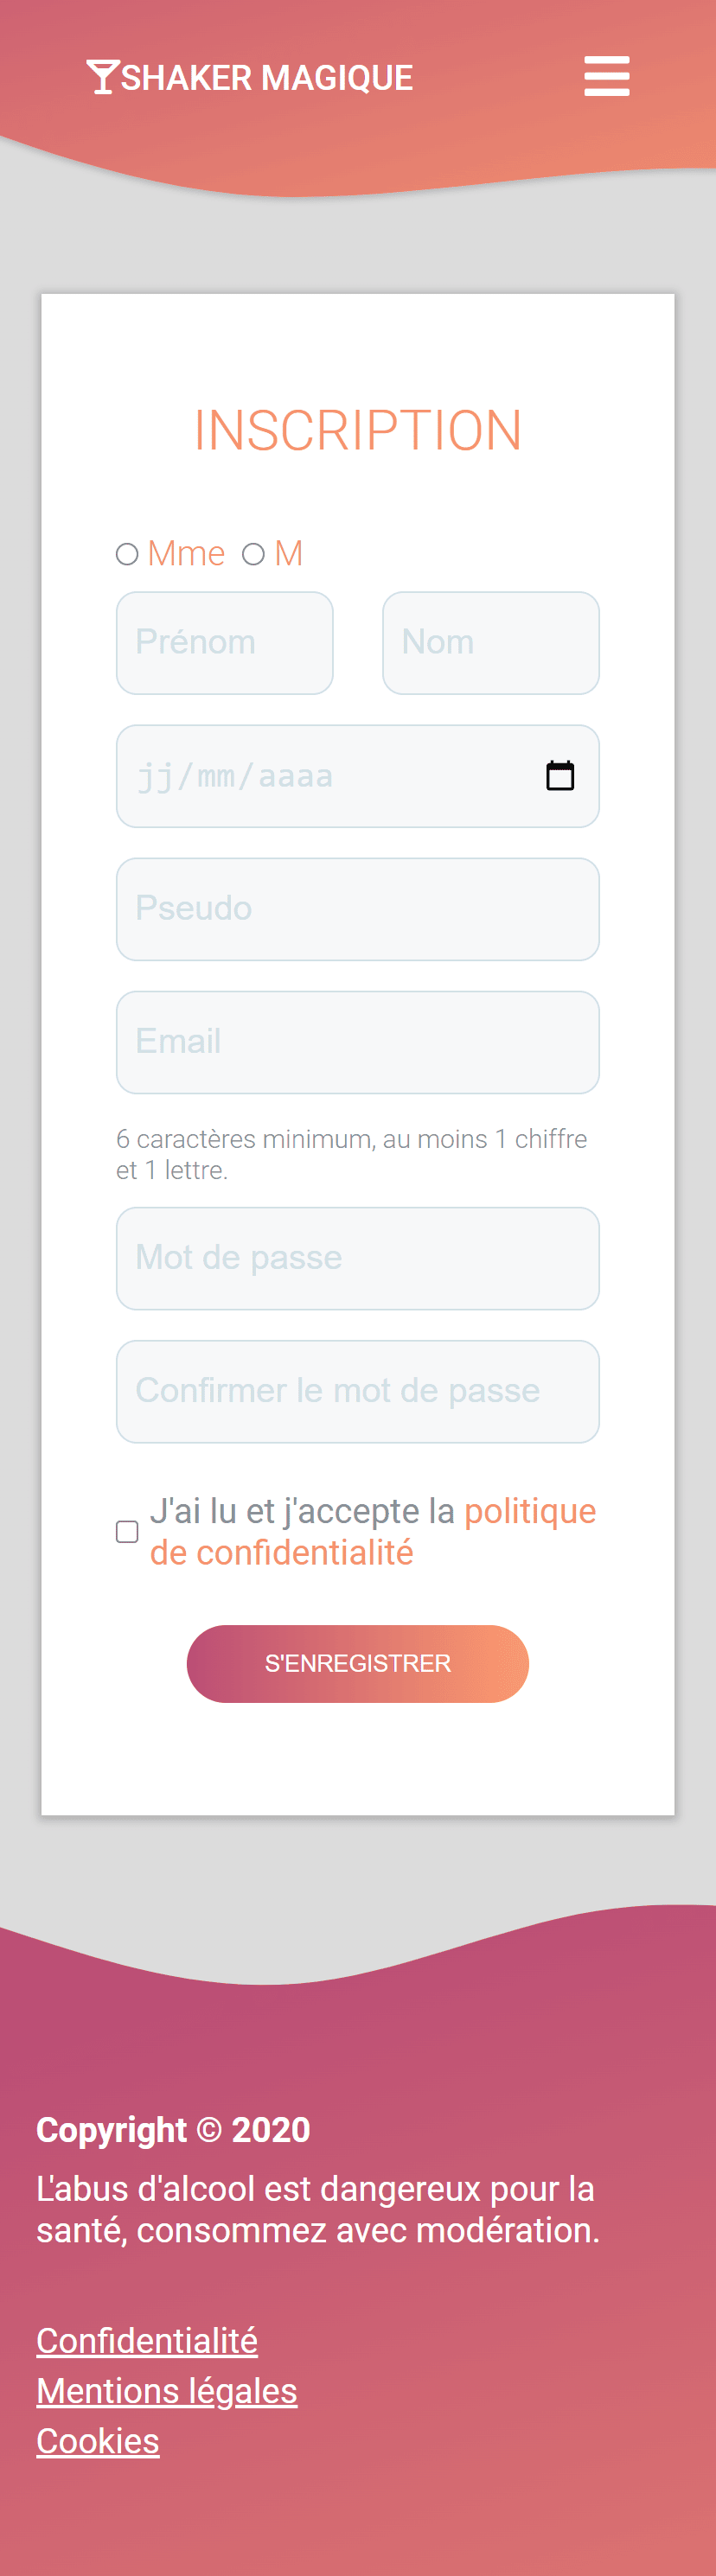 SHAKER MAGIQUE
INSCRIPTION
Mme M
Prénom Nom
jj/mm/aaaa
Pseudo
Email
6 caractères minimum, au moins 1 chiffre
et 1 lettre.
Mot de passe
Confirmer le mot de passe
J'ai lu et j'accepte la politique
de confidentialité
S'ENREGISTRER
Copyright © 2020
L'abus d'alcool est dangereux pour la
santé, consommez avec modération.
Confidentialité
Mentions légales
Cookies